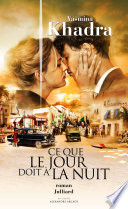 Yasmina
Khadra
CE QUE
LE JOUR
DOIT À
LA NUIT
roman
Julliard